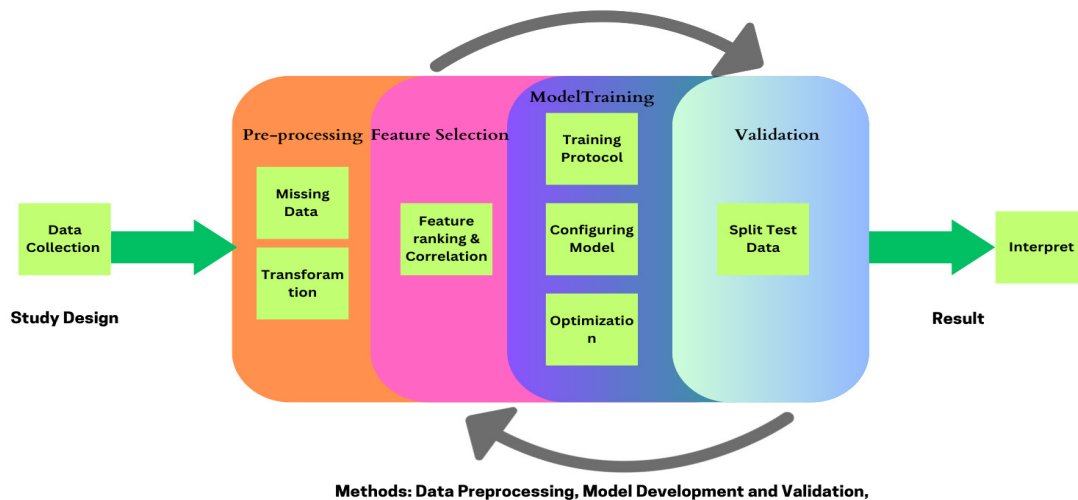 ModelTraining
Pre-processing
Feature Selection
Validation
Training
Protocol
Missing
Data
Data
Collection
Feature
ranking &
Correlation
Configuring
Model
Split Test
Data
Interpret
Transforam
tion
Optimizatio
n
Study Design
Result
Methods: Data Preprocessing, Model Development and Validation,